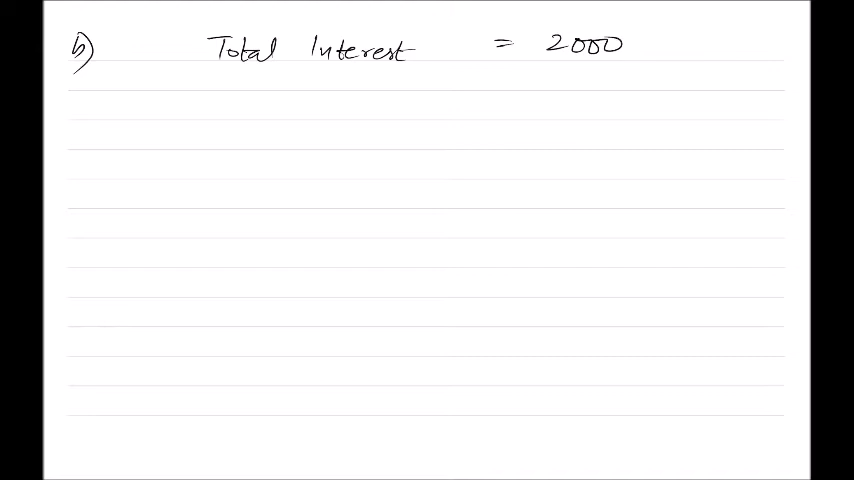 b) Total Interest = 2000